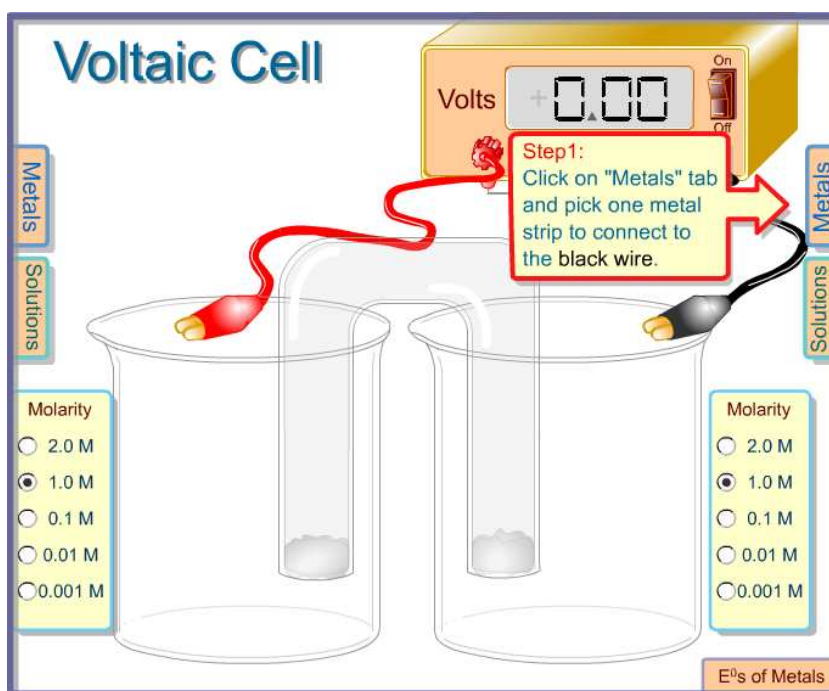 Voltaic Cell
Volts
+0.00
On
Off
Step1:
Click on "Metals" tab
and pick one metal
strip to connect to
the black wire.
Metals
Solutions
Metals
Solutions
Molarity
2.0 M
1.0 M
0.1 M
0.01 M
0.001 M
Molarity
2.0 M
1.0 M
0.1 M
0.01 M
0.001 M
E⁰s of Metals